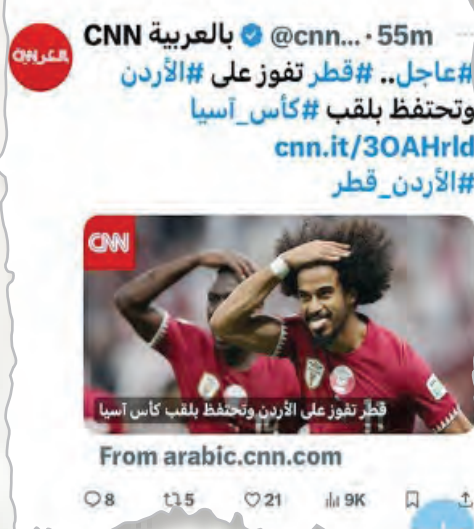 CNN بالعربية @cnn... · 55m
#عاجل.. #قطر تفوز على #الأردن
وتحتفظ بلقب #كأس_آسيا
cnn.it/3OAHrld
#الأردن_قطر
CNN
قطر تفوز على الأردن وتحتفظ بلقب كأس آسيا
From arabic.cnn.com
8 5 21 9K